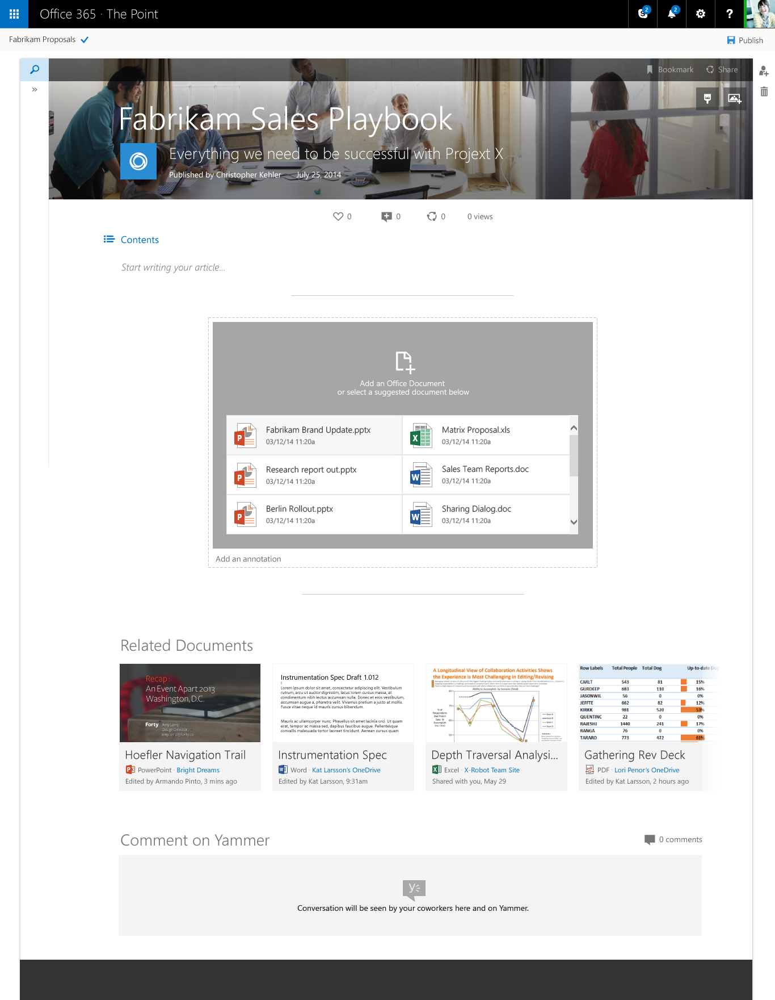 Office 365 · The Point
2
2
?
Fabrikam Proposals
Publish
Bookmark
Share
»
Fabrikam Sales Playbook
Everything we need to be successful with Projext X
Published by Christopher Kehler July 25, 2014
0
0
0
0 views
Contents
Start writing your article...
Add an Office Document
or select a suggested document below
Fabrikam Brand Update.pptx
03/12/14 11:20a
Matrix Proposal.xls
03/12/14 11:20a
Research report out.pptx
03/12/14 11:20a
Sales Team Reports.doc
03/12/14 11:20a
Berlin Rollout.pptx
03/12/14 11:20a
Sharing Dialog.doc
03/12/14 11:20a
Add an annotation
Related Documents
Recap:
An Event Apart 2013
Washington, D.C.
Forty
Design Director
Hoefler Navigation Trail
PowerPoint · Bright Dreams
Edited by Armando Pinto, 3 mins ago
Instrumentation Spec Draft 1.012
Lorem ipsum dolor sit amet, consectetur adipiscing elit. Vestibulum
rutrum, arcu ut auctor dignissim, lacus lorem cursus massa, at
condimentum nibh lectus accumsan nulla. Donec et eros vestibulum,
accumsan augue a, pharetra velit. Vivamus pretium a justo at mollis.
Fusce vitae neque id mauris cursus bibendum.
Mauris ac ullamcorper nunc. Phasellus sit amet lacinia orci. Ut quam
erat, tempor ac massa sed, dapibus faucibus augue. Pellentesque
convallis malesuada tortor laoreet tincidunt. Aenean cursus quam
Instrumentation Spec
Word · Kat Larsson's OneDrive
Edited by Kat Larsson, 9:31am
A Longitudinal View of Collaboration Activities Shows
the Experience is Most Challenging in Editing/Revising
Ability to Accomplish- by Scenario (Total)
Depth Traversal Analysi...
Excel · X-Robot Team Site
Shared with you, May 29
Row Labels Total People Total Dog Up-to-date Do
CARLT 543 81 15%
GURDEEP 683 110 16%
JASONWIL 56 0 0%
JEFFTE 662 82 12%
KIRKK 981 520 53%
QUENTINC 22 0 0%
RAJESHJ 1440 241 17%
RANGA 76 0 0%
TARARO 773 472 61%
Gathering Rev Deck
PDF · Lori Penor's OneDrive
Edited by Kat Larsson, 2 hours ago
Comment on Yammer
0 comments
Conversation will be seen by your coworkers here and on Yammer.